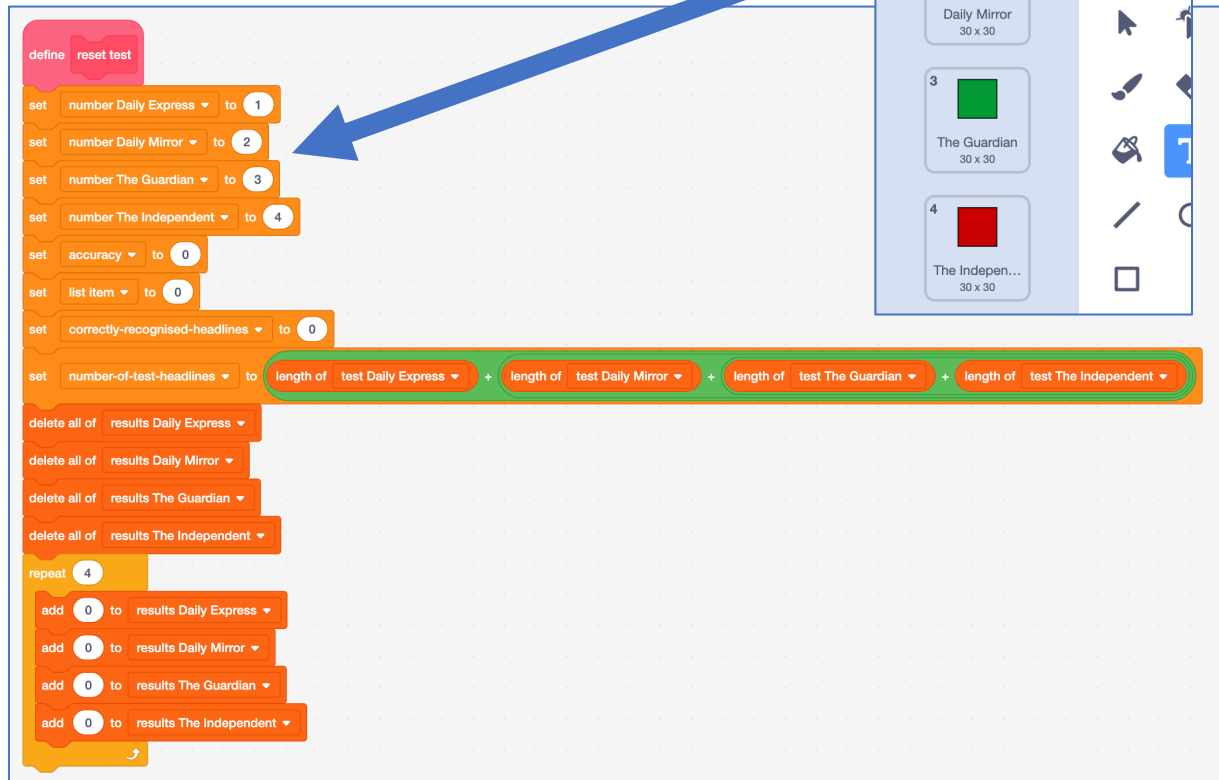 define reset test
set number Daily Express to 1
set number Daily Mirror to 2
set number The Guardian to 3
set number The Independent to 4
set accuracy to 0
set list item to 0
set correctly-recognised-headlines to 0
set number-of-test-headlines to length of test Daily Express + length of test Daily Mirror + length of test The Guardian + length of test The Independent
delete all of results Daily Express
delete all of results Daily Mirror
delete all of results The Guardian
delete all of results The Independent
repeat 4
add 0 to results Daily Express
add 0 to results Daily Mirror
add 0 to results The Guardian
add 0 to results The Independent
Daily Mirror
30 x 30
3
The Guardian
30 x 30
4
The Indepen...
30 x 30
T